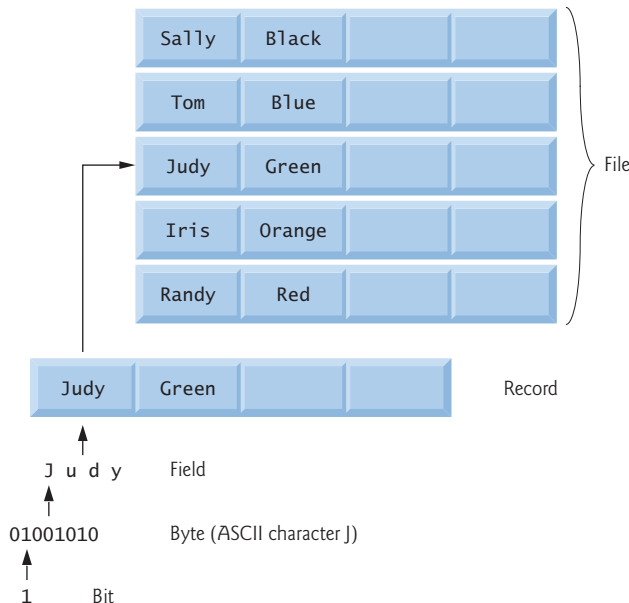 Sally Black
Tom Blue
Judy Green
File
Iris Orange
Randy Red
Judy Green Record
J u d y Field
01001010 Byte (ASCII character J)
1 Bit